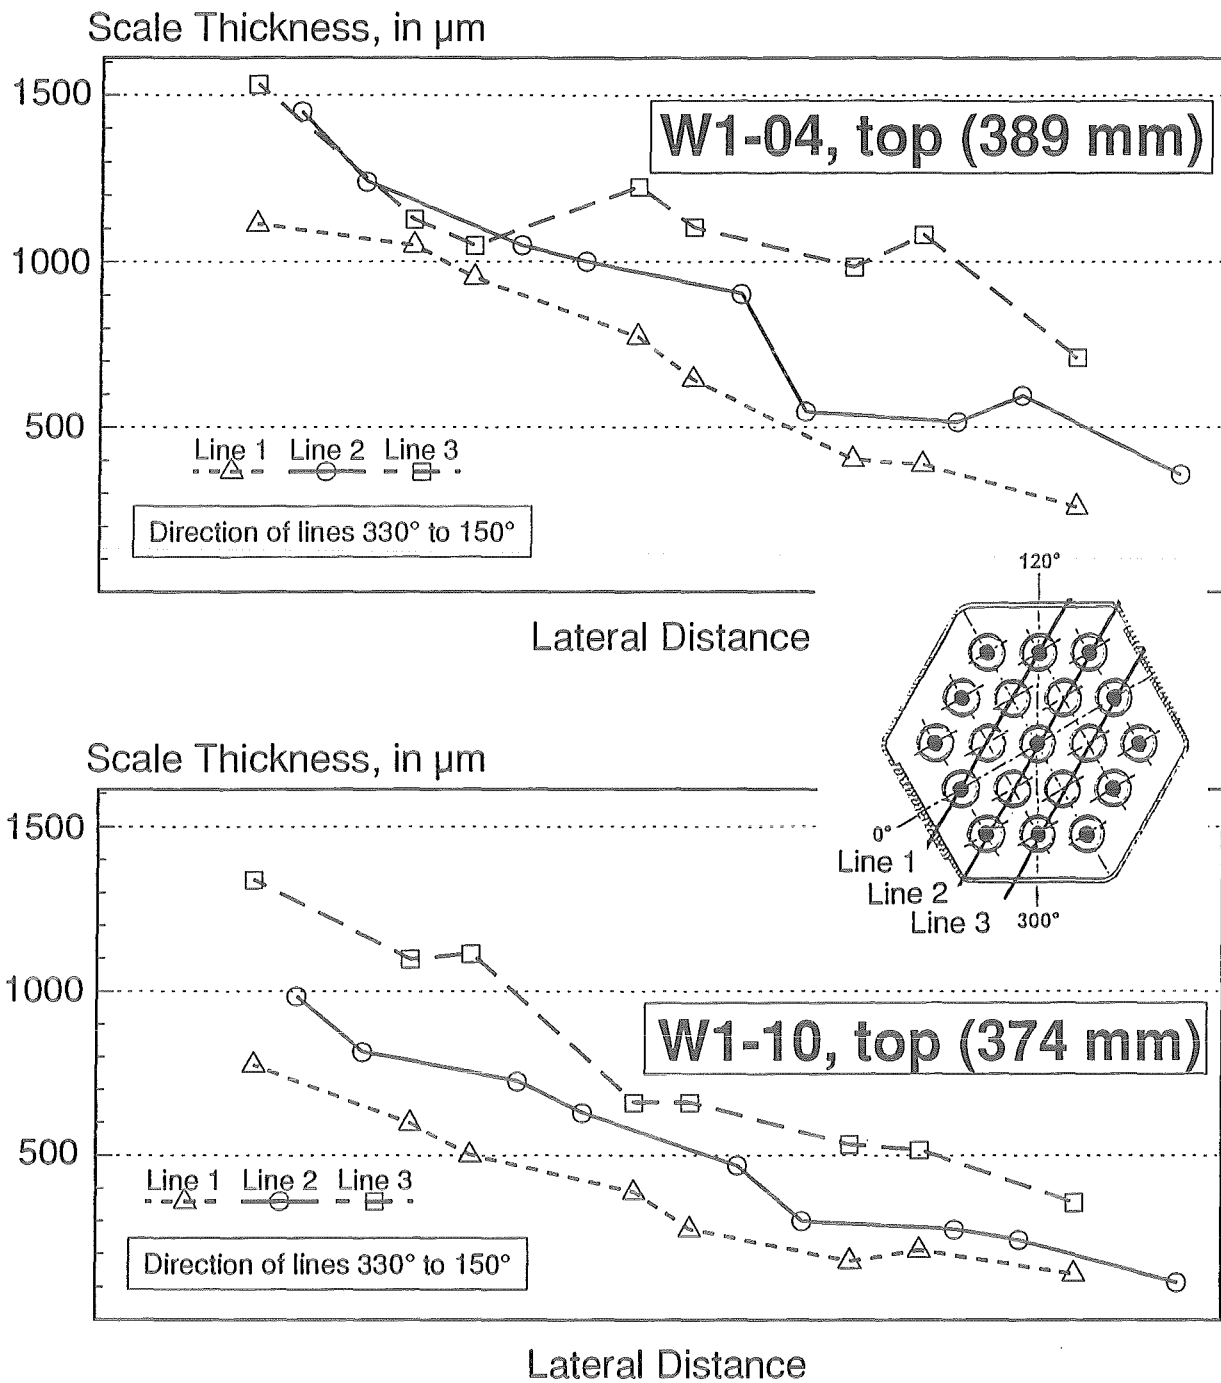 Scale Thickness, in µm
1500
W1-04, top (389 mm)
1000
500
Line 1 Line 2 Line 3
Direction of lines 330° to 150°
Lateral Distance
120°
0°
Line 1
Line 2
Line 3
300°
Scale Thickness, in µm
1500
1000
W1-10, top (374 mm)
500
Line 1 Line 2 Line 3
Direction of lines 330° to 150°
Lateral Distance